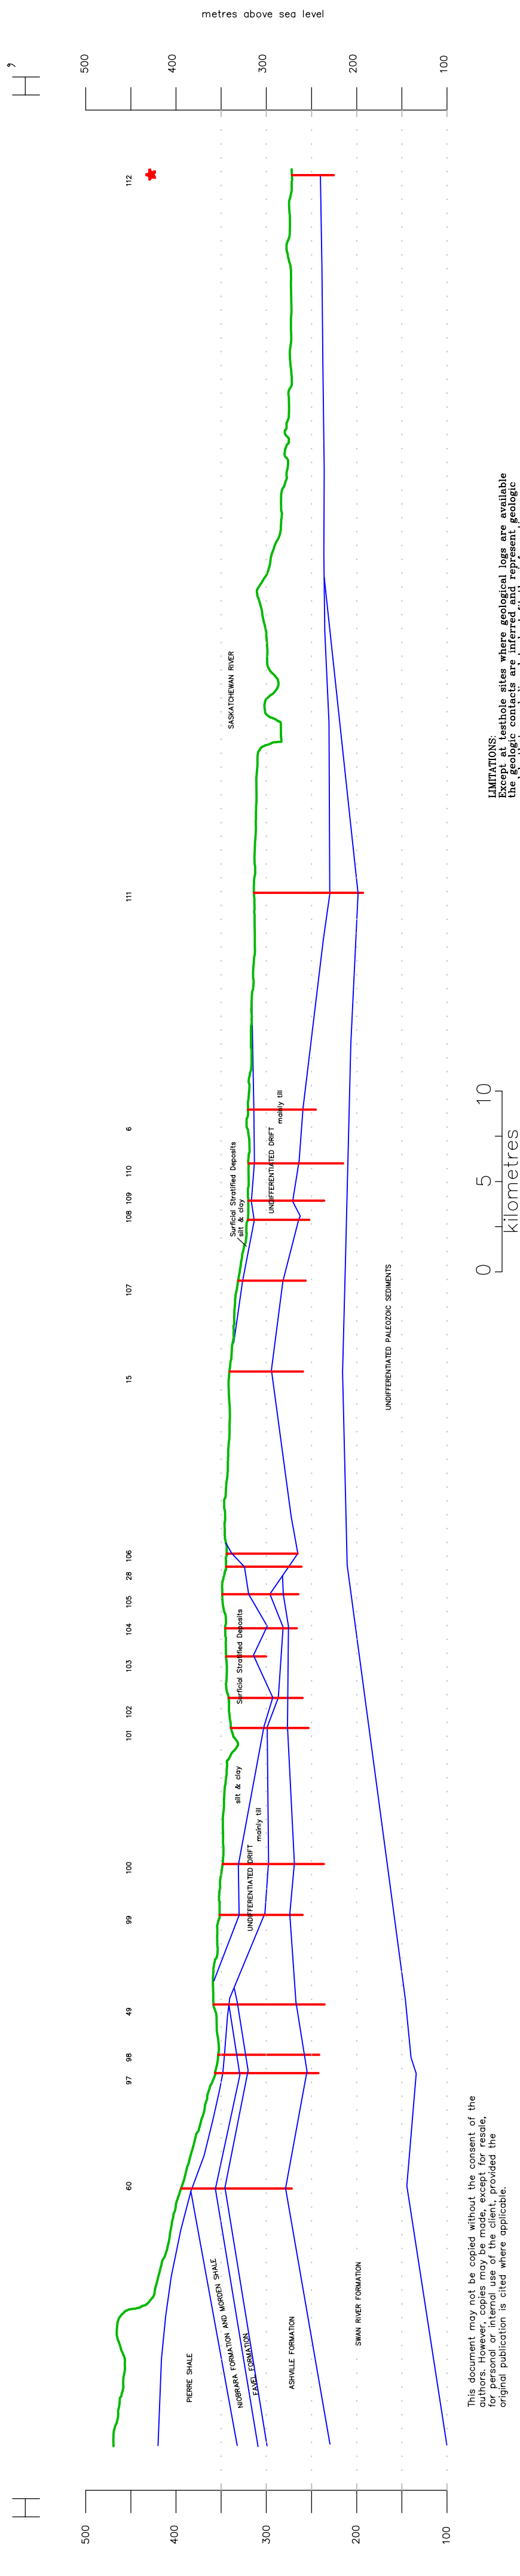 metres above sea level
H'
500
400
300
200
100
112
SASKATCHEWAN RIVER
LIMITATIONS:
Except at testhole sites where geological logs are available
the geologic contacts are inferred and represent geologic
111
6
110
109
108
107
15
106
28
105
104
103
102
101
100
99
49
98
97
60
Surficial Stratified Deposits
silt & clay
UNDIFFERENTIATED DRIFT
mainly till
0 5 10
kilometres
UNDIFFERENTIATED PALEOZOIC SEDIMENTS
Surficial Stratified Deposits
silt & clay
UNDIFFERENTIATED DRIFT
mainly till
PIERRE SHALE
NIOBRARA FORMATION AND MORDEN SHALE
FAVEL FORMATION
ASHVILLE FORMATION
SWAN RIVER FORMATION
This document may not be copied without the consent of the
authors. However, copies may be made, except for resale,
for personal or internal use of the client, provided the
original publication is cited where applicable.
H
500
400
300
200
100